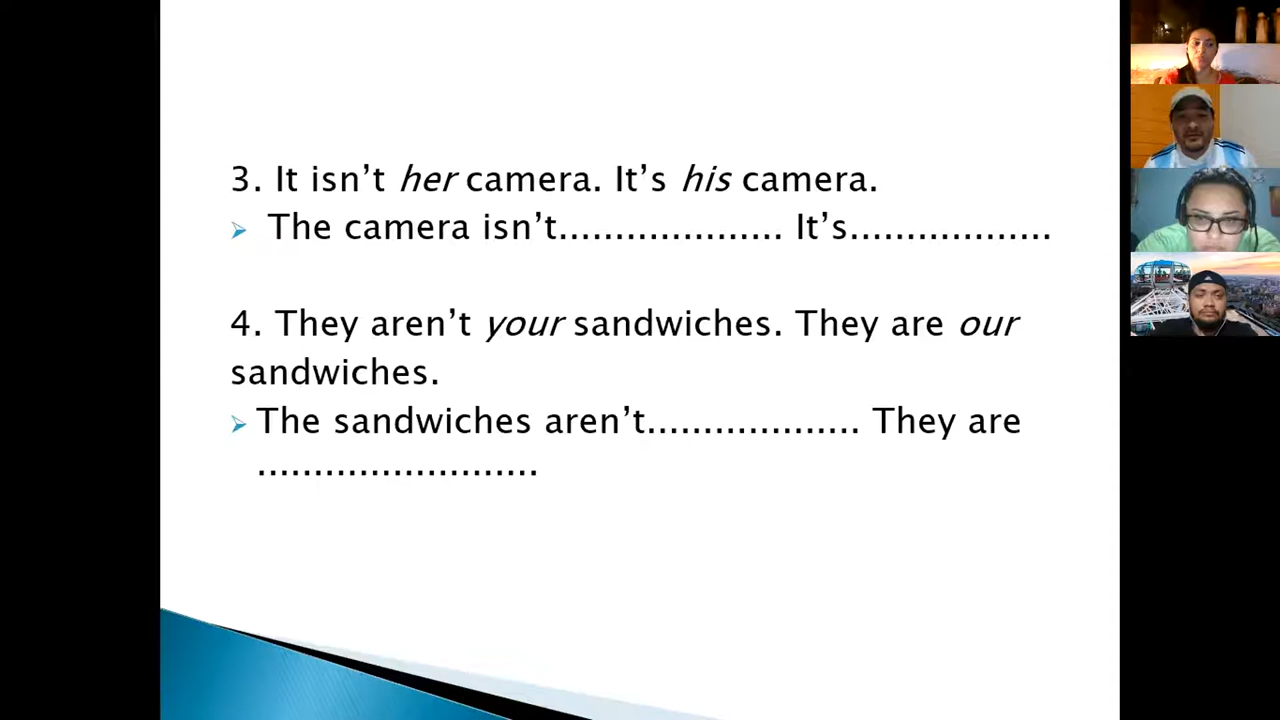 3. It isn’t her camera. It’s his camera.
➢ The camera isn’t.................... It’s..................
4. They aren’t your sandwiches. They are our
sandwiches.
➢ The sandwiches aren’t................... They are
.........................